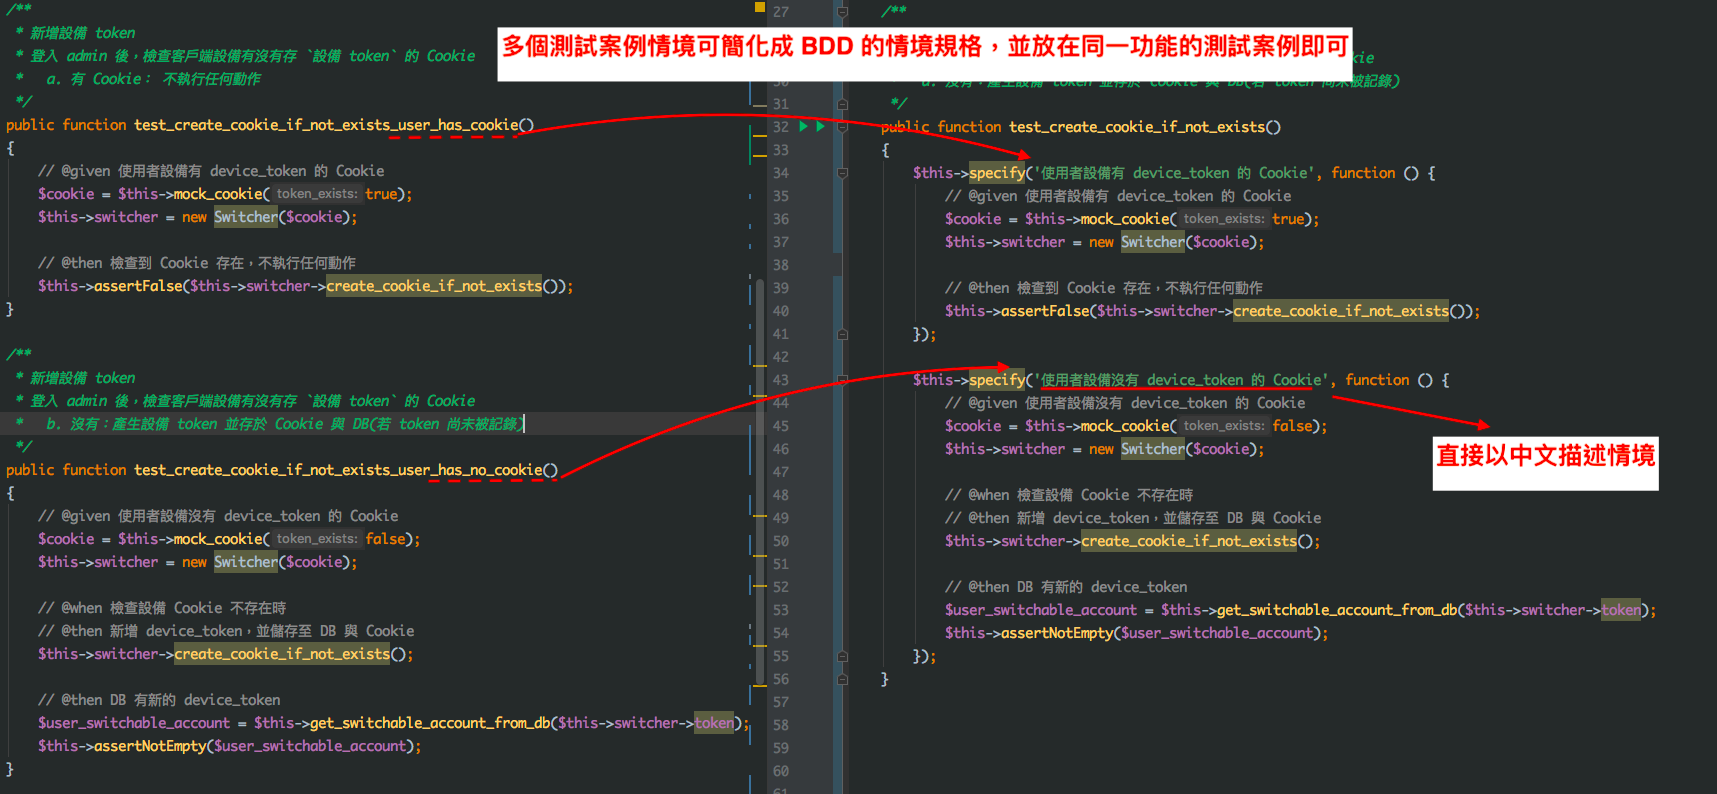 /**
 * 新增設備 token
 * 登入 admin 後，檢查客戶端設備有沒有存 `設備 token` 的 Cookie
 *   a. 有 Cookie： 不執行任何動作
 */
public function test_create_cookie_if_not_exists_user_has_cookie()
{
    // @given 使用者設備有 device_token 的 Cookie
    $cookie = $this->mock_cookie( token_exists: true);
    $this->switcher = new Switcher($cookie);

    // @then 檢查到 Cookie 存在，不執行任何動作
    $this->assertFalse($this->switcher->create_cookie_if_not_exists());
}

/**
 * 新增設備 token
 * 登入 admin 後，檢查客戶端設備有沒有存 `設備 token` 的 Cookie
 *   b. 沒有：產生設備 token 並存於 Cookie 與 DB(若 token 尚未被記錄)
 */
public function test_create_cookie_if_not_exists_user_has_no_cookie()
{
    // @given 使用者設備沒有 device_token 的 Cookie
    $cookie = $this->mock_cookie( token_exists: false);
    $this->switcher = new Switcher($cookie);

    // @when 檢查設備 Cookie 不存在時
    // @then 新增 device_token，並儲存至 DB 與 Cookie
    $this->switcher->create_cookie_if_not_exists();

    // @then DB 有新的 device_token
    $user_switchable_account = $this->get_switchable_account_from_db($this->switcher->token);
    $this->assertNotEmpty($user_switchable_account);
}
多個測試案例情境可簡化成 BDD 的情境規格，並放在同一功能的測試案例即可
27 /**
kie
30 a. 沒有：產生設備 token 並存於 Cookie 與 DB(若 token 尚未被記錄)
31  */
32 public function test_create_cookie_if_not_exists()
33 {
34     $this->specify('使用者設備有 device_token 的 Cookie', function () {
35         // @given 使用者設備有 device_token 的 Cookie
36         $cookie = $this->mock_cookie( token_exists: true);
37         $this->switcher = new Switcher($cookie);
38
39         // @then 檢查到 Cookie 存在，不執行任何動作
40         $this->assertFalse($this->switcher->create_cookie_if_not_exists());
41     });
42
43     $this->specify('使用者設備沒有 device_token 的 Cookie', function () {
44         // @given 使用者設備沒有 device_token 的 Cookie
45         $cookie = $this->mock_cookie( token_exists: false);
46         $this->switcher = new Switcher($cookie);
47
48         // @when 檢查設備 Cookie 不存在時
49         // @then 新增 device_token，並儲存至 DB 與 Cookie
50         $this->switcher->create_cookie_if_not_exists();
51
52         // @then DB 有新的 device_token
53         $user_switchable_account = $this->get_switchable_account_from_db($this->switcher->token);
54         $this->assertNotEmpty($user_switchable_account);
55     });
56 }
57
58
59
60
61
直接以中文描述情境